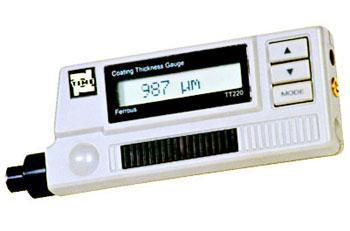 Coating Thickness Gauge
987 µm
Ferrous
TT220
▲
▼
MODE